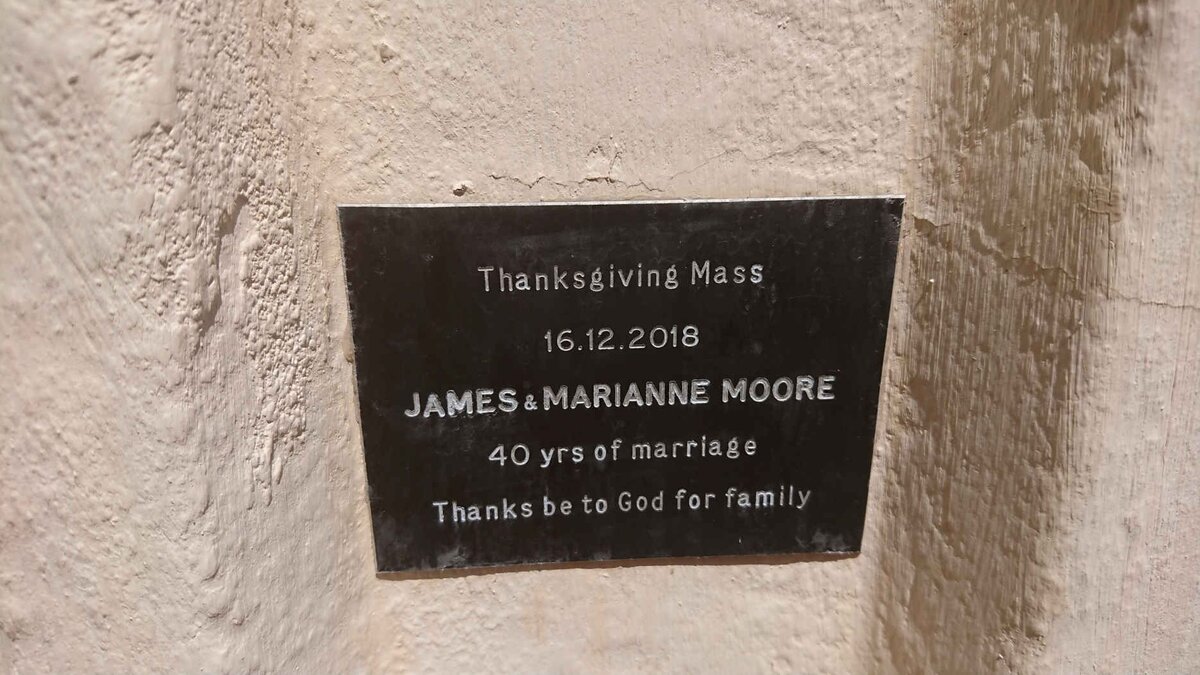 Thanksgiving Mass
16.12.2018
JAMES & MARIANNE MOORE
40 yrs of marriage
Thanks be to God for family